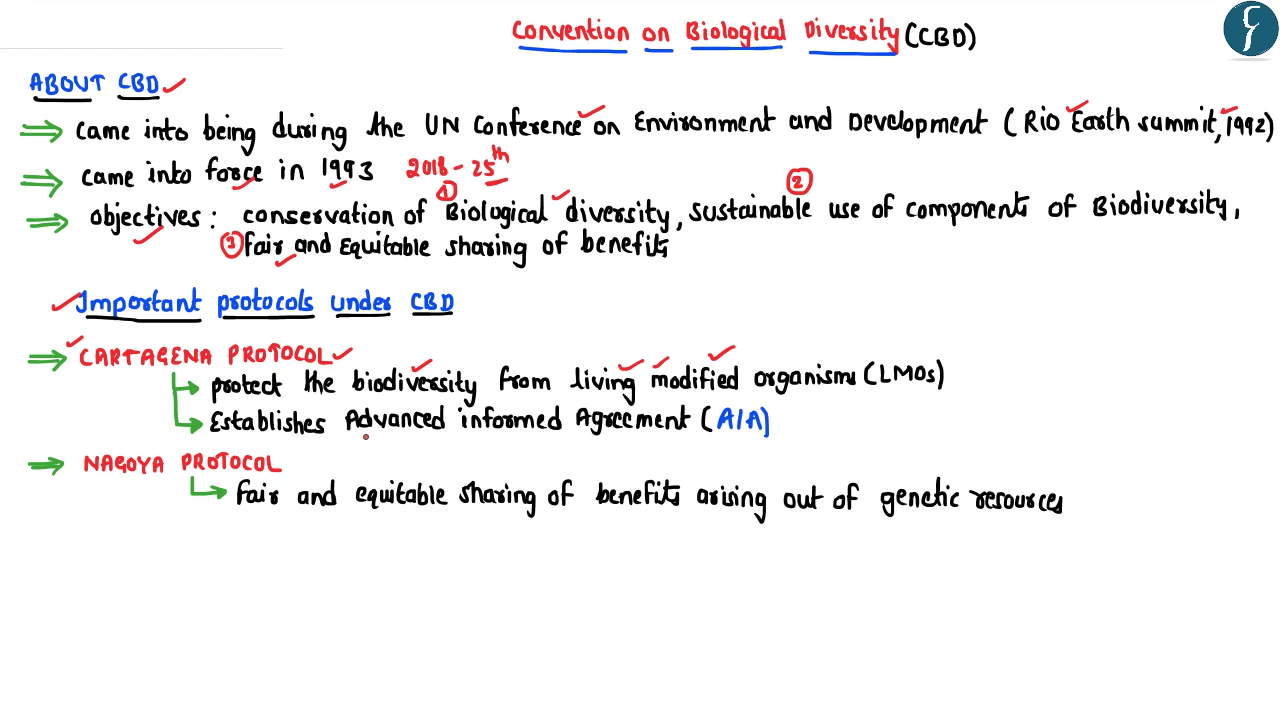 Convention on Biological Diversity (CBD)
ABOUT CBD
came into being during the UN Conference on Environment and Development (Rio Earth summit, 1992)
came into force in 1993 2018 - 25th
objectives : conservation of Biological diversity, sustainable use of components of Biodiversity,
Fair and Equitable sharing of benefits
1
2
3
Important protocols under CBD
CARTAGENA PROTOCOL
protect the biodiversity from living modified organisms (LMOs)
Establishes Advanced informed Agreement (AIA)
NAGOYA PROTOCOL
Fair and equitable sharing of benefits arising out of genetic resources